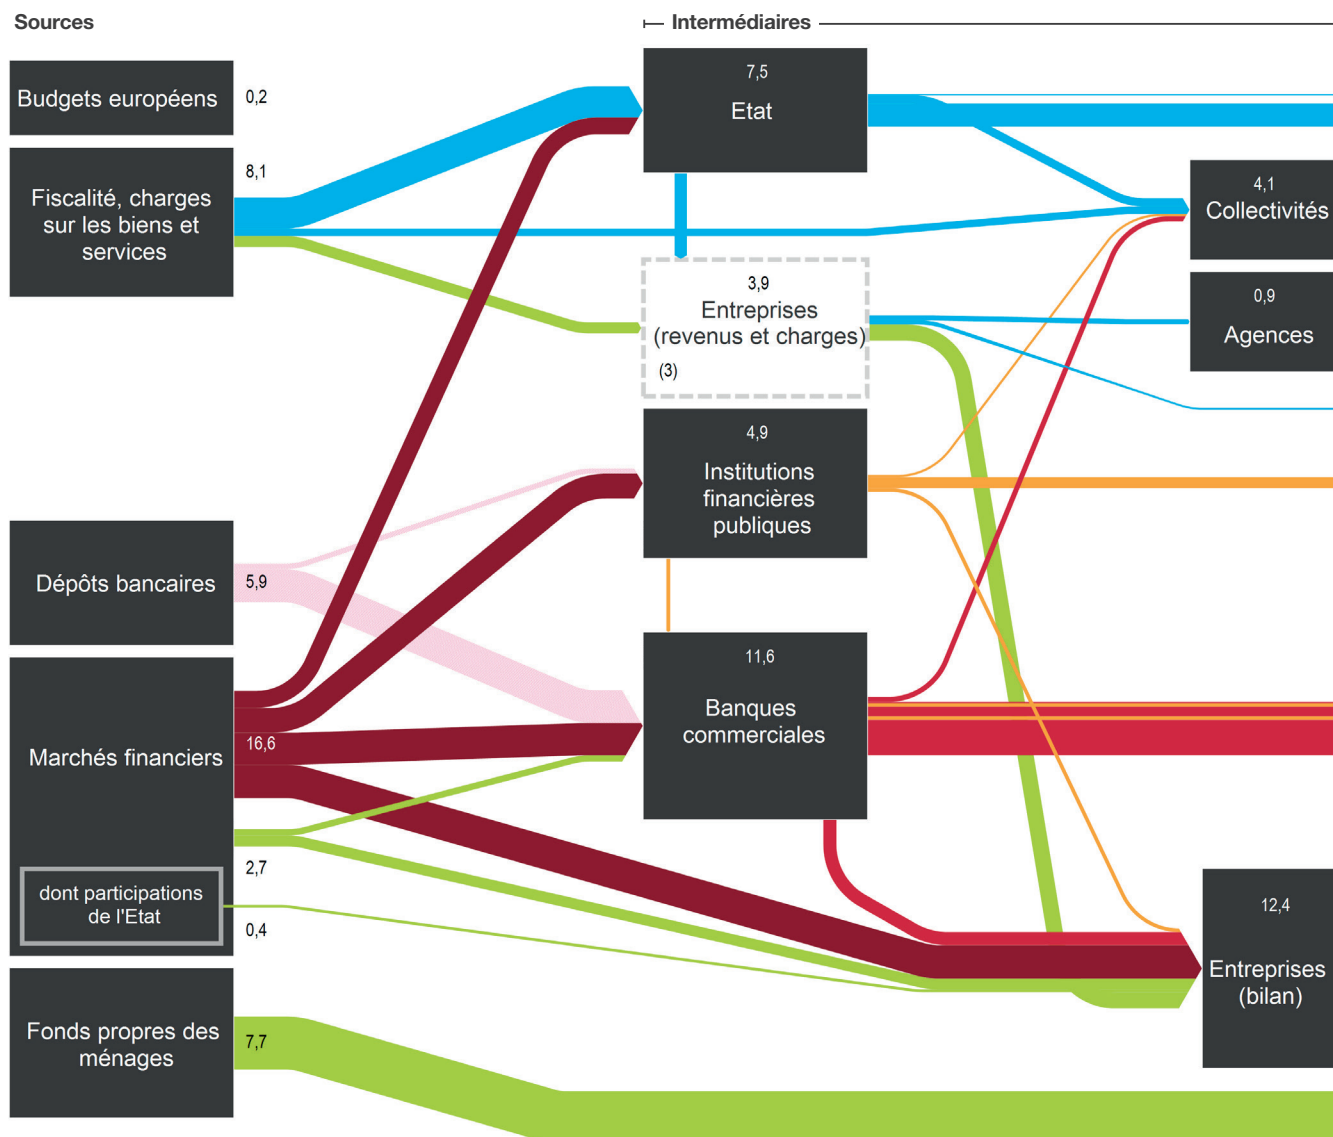 Sources
Intermédiaires
Budgets européens
0,2
8,1
Fiscalité, charges
sur les biens et
services
7,5
Etat
4,1
Collectivités
3,9
Entreprises
(revenus et charges)
(3)
0,9
Agences
4,9
Institutions
financières
publiques
Dépôts bancaires
5,9
11,6
Banques
commerciales
Marchés financiers
16,6
2,7
dont participations
de l'Etat
0,4
12,4
Entreprises
(bilan)
Fonds propres des
ménages
7,7